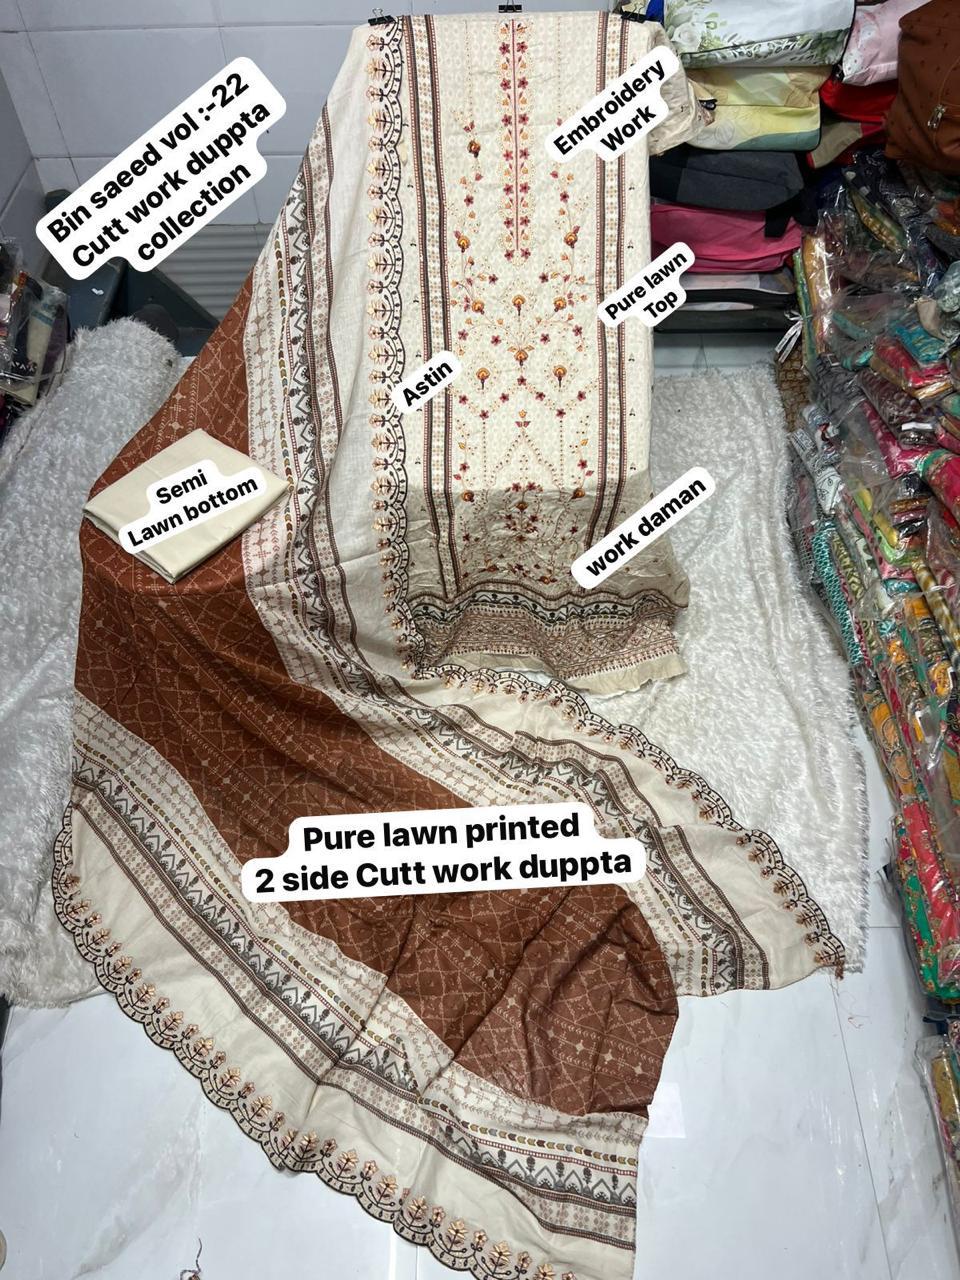 Bin saeed vol :-22
Cutt work duppta
collection
Embroidery
Work
Pure lawn
Top
Astin
Semi
Lawn bottom
work daman
Pure lawn printed
2 side Cutt work duppta